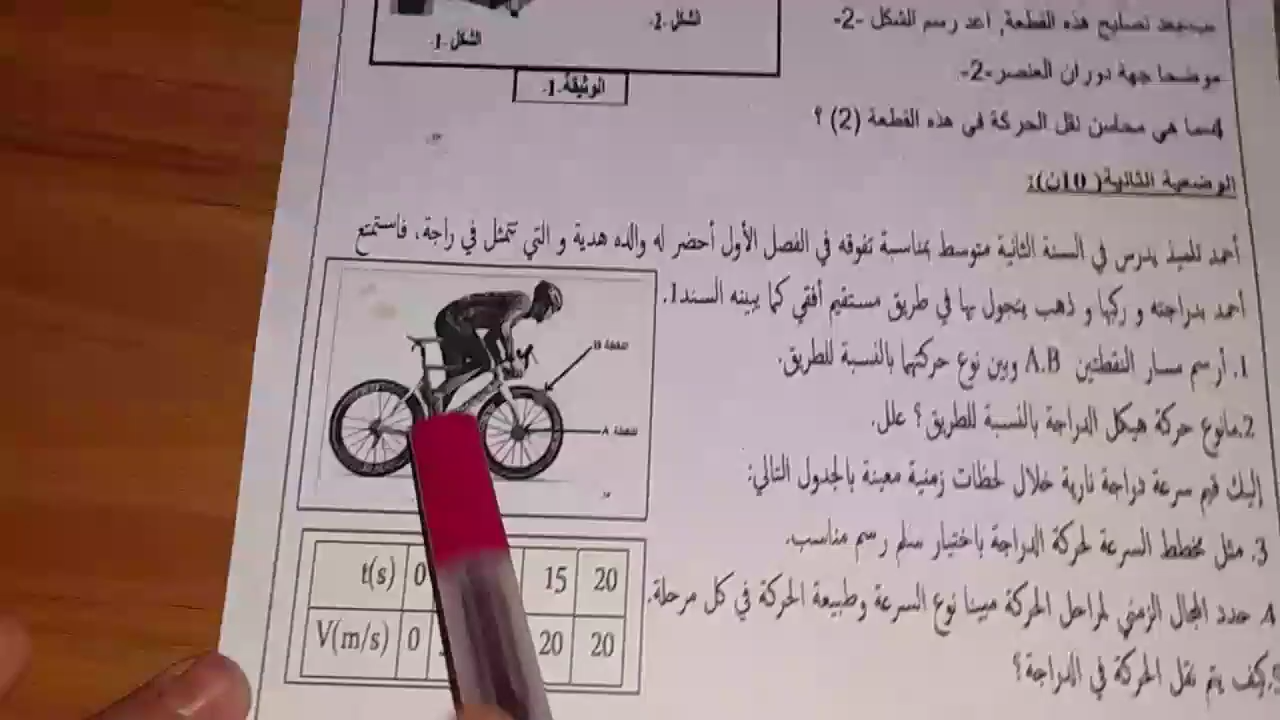 الشكل-2-
الشكل-1-
الوثيقة-1-
بعد تصليح هذه القطعة, اعد رسم الشكل -2-
موضحا جهة دوران العنصر-2-
ما هي محاسن نقل الحركة في هذه القطعة (2) ؟
الوضعية الثانية( 10ن):
أحمد تلميذ يدرس في السنة الثانية متوسط بمناسبة تفوقه في الفصل الأول أحضر له والده هدية و التي تتمثل في راجة، فاستمتع
أحمد بدراجته و ركبها و ذهب يتجول بها في طريق مستقيم أفقي كما يبينه السند1.
1. أرسم مسار النقطتين A.B وبين نوع حركتهما بالنسبة للطريق.
2.مانوع حركة هيكل الدراجة بالنسبة للطريق ؟ علل.
إليك قيم سرعة دراجة نارية خلال لحظات زمنية معينة بالجدول التالي:
3. مثل مخطط السرعة لحركة الدراجة باختيار سلم رسم مناسب.
حدد المجال الزمني لمراحل الحركة مبينا نوع السرعة وطبيعة الحركة في كل مرحلة.
5.كيف يتم نقل الحركة في الدراجة؟
نقطة B
نقطة A
t(s) 0 15 20
V(m/s) 0 20 20